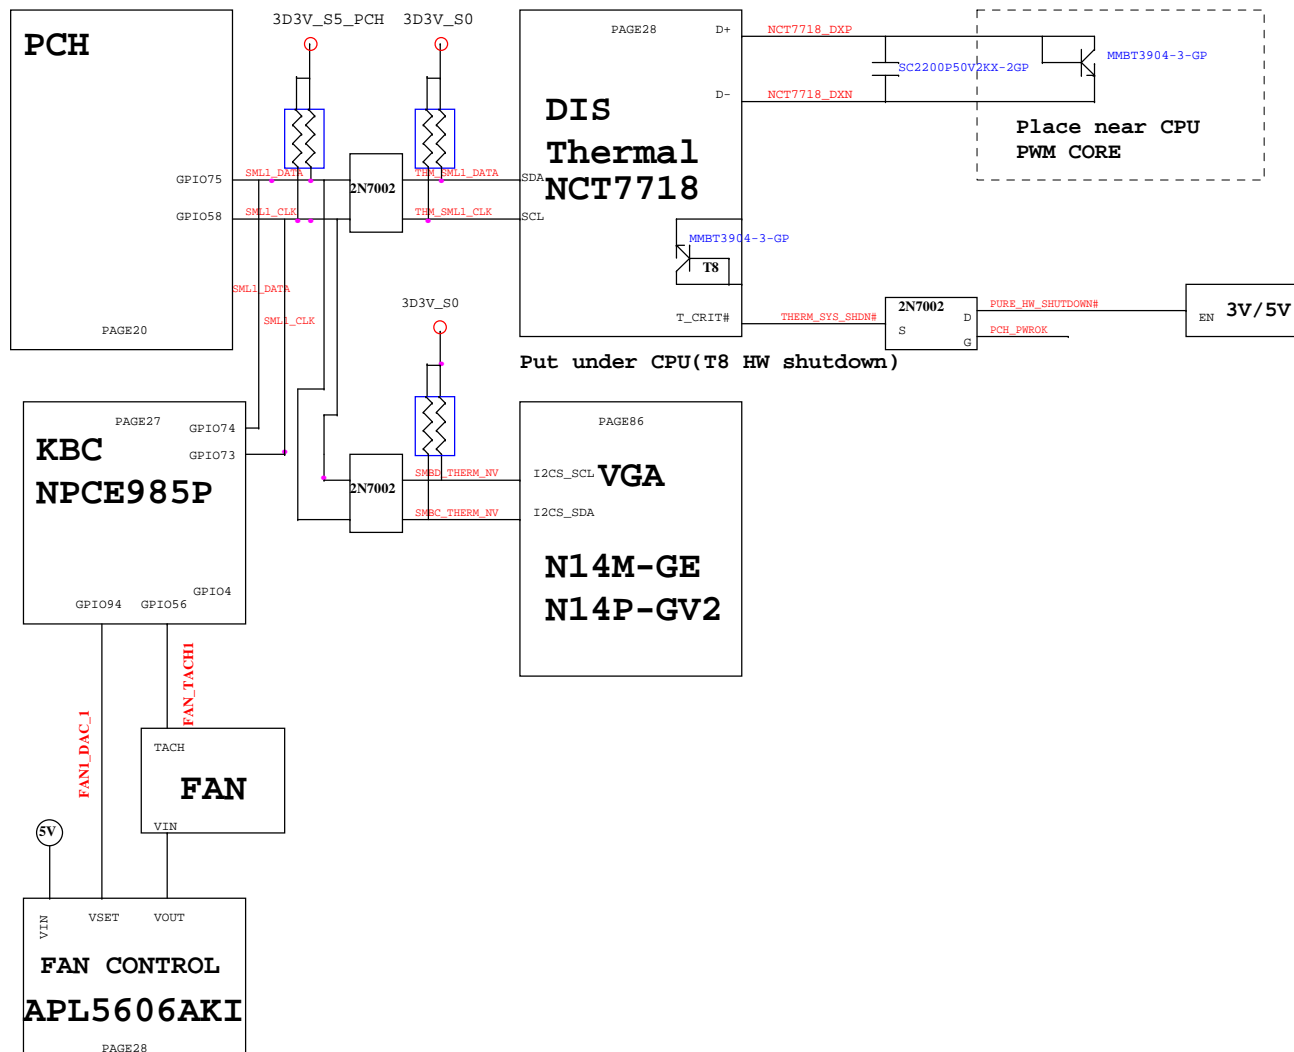 3D3V_S5_PCH
3D3V_S0
PCH
GPIO75
GPIO58
SML1_DATA
SML1_CLK
2N7002
THM_SML1_DATA
THM_SML1_CLK
SML1_DATA
SML1_CLK
PAGE20
PAGE28
D+
D-
DIS
Thermal
NCT7718
SDA
SCL
MMBT3904-3-GP
T8
T_CRIT#
NCT7718_DXP
NCT7718_DXN
SC2200P50V2KX-2GP
MMBT3904-3-GP
Place near CPU
PWM CORE
THERM_SYS_SHDN#
2N7002
S
D
G
PURE_HW_SHUTDOWN#
PCH_PWROK
EN
3V/5V
Put under CPU(T8 HW shutdown)
3D3V_S0
PAGE27
KBC
NPCE985P
GPIO74
GPIO73
GPIO4
GPIO94
GPIO56
2N7002
SMBD_THERM_NV
SMBC_THERM_NV
PAGE86
I2CS_SCL
I2CS_SDA
VGA
N14M-GE
N14P-GV2
FAN1_DAC_1
FAN_TACH1
TACH
FAN
VIN
5V
VIN
VSET
VOUT
FAN CONTROL
APL5606AKI
PAGE28